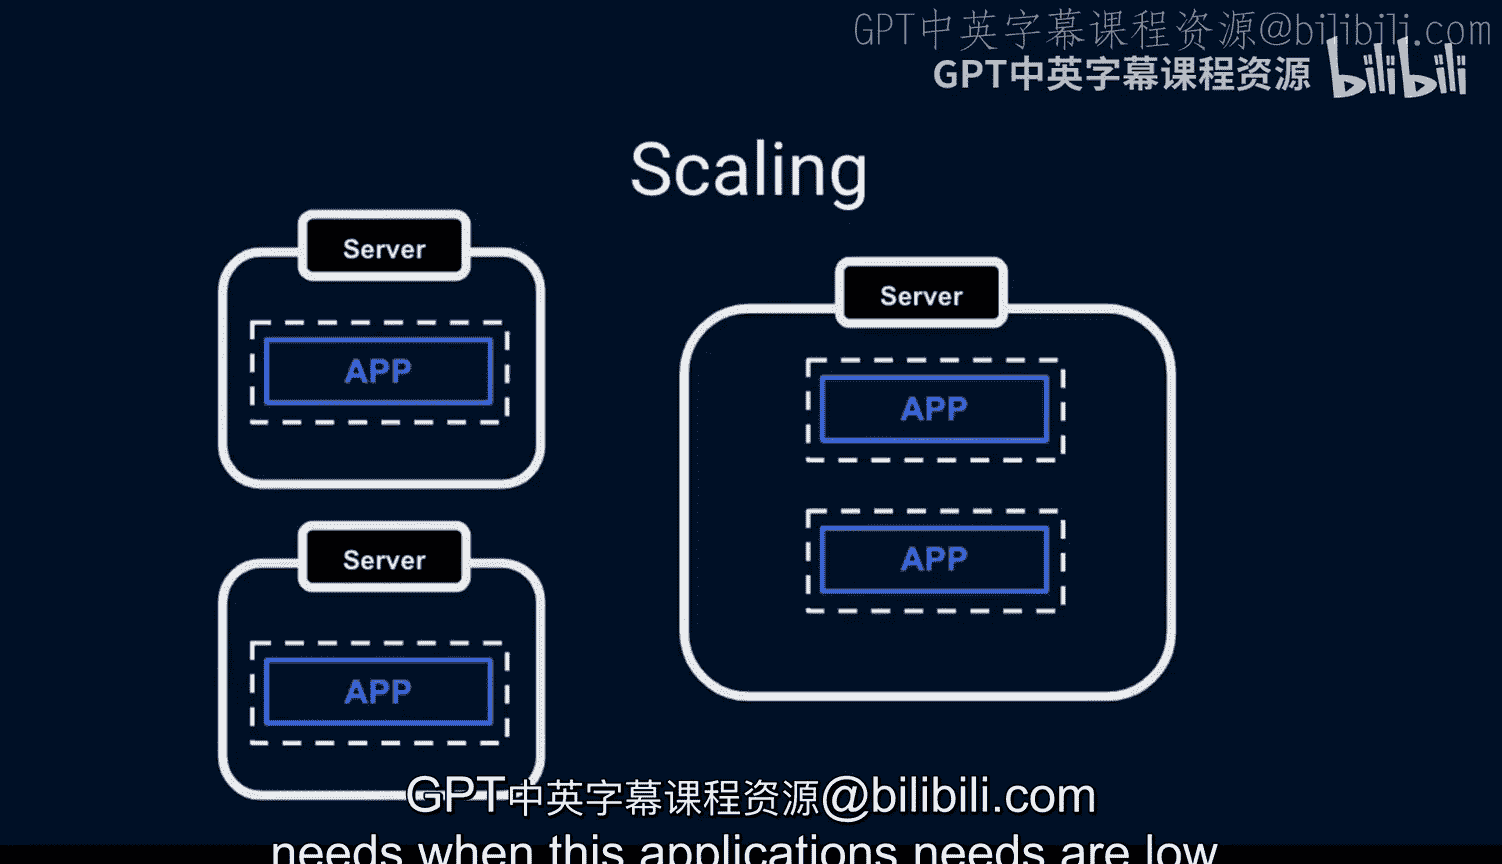 GPT中英字幕课程资源@bilibili.com
GPT中英字幕课程资源 bilibili
Scaling
Server
APP
Server
APP
Server
APP
APP
GPT中英字幕课程资源@bilibili.com
needs when this applications needs are low